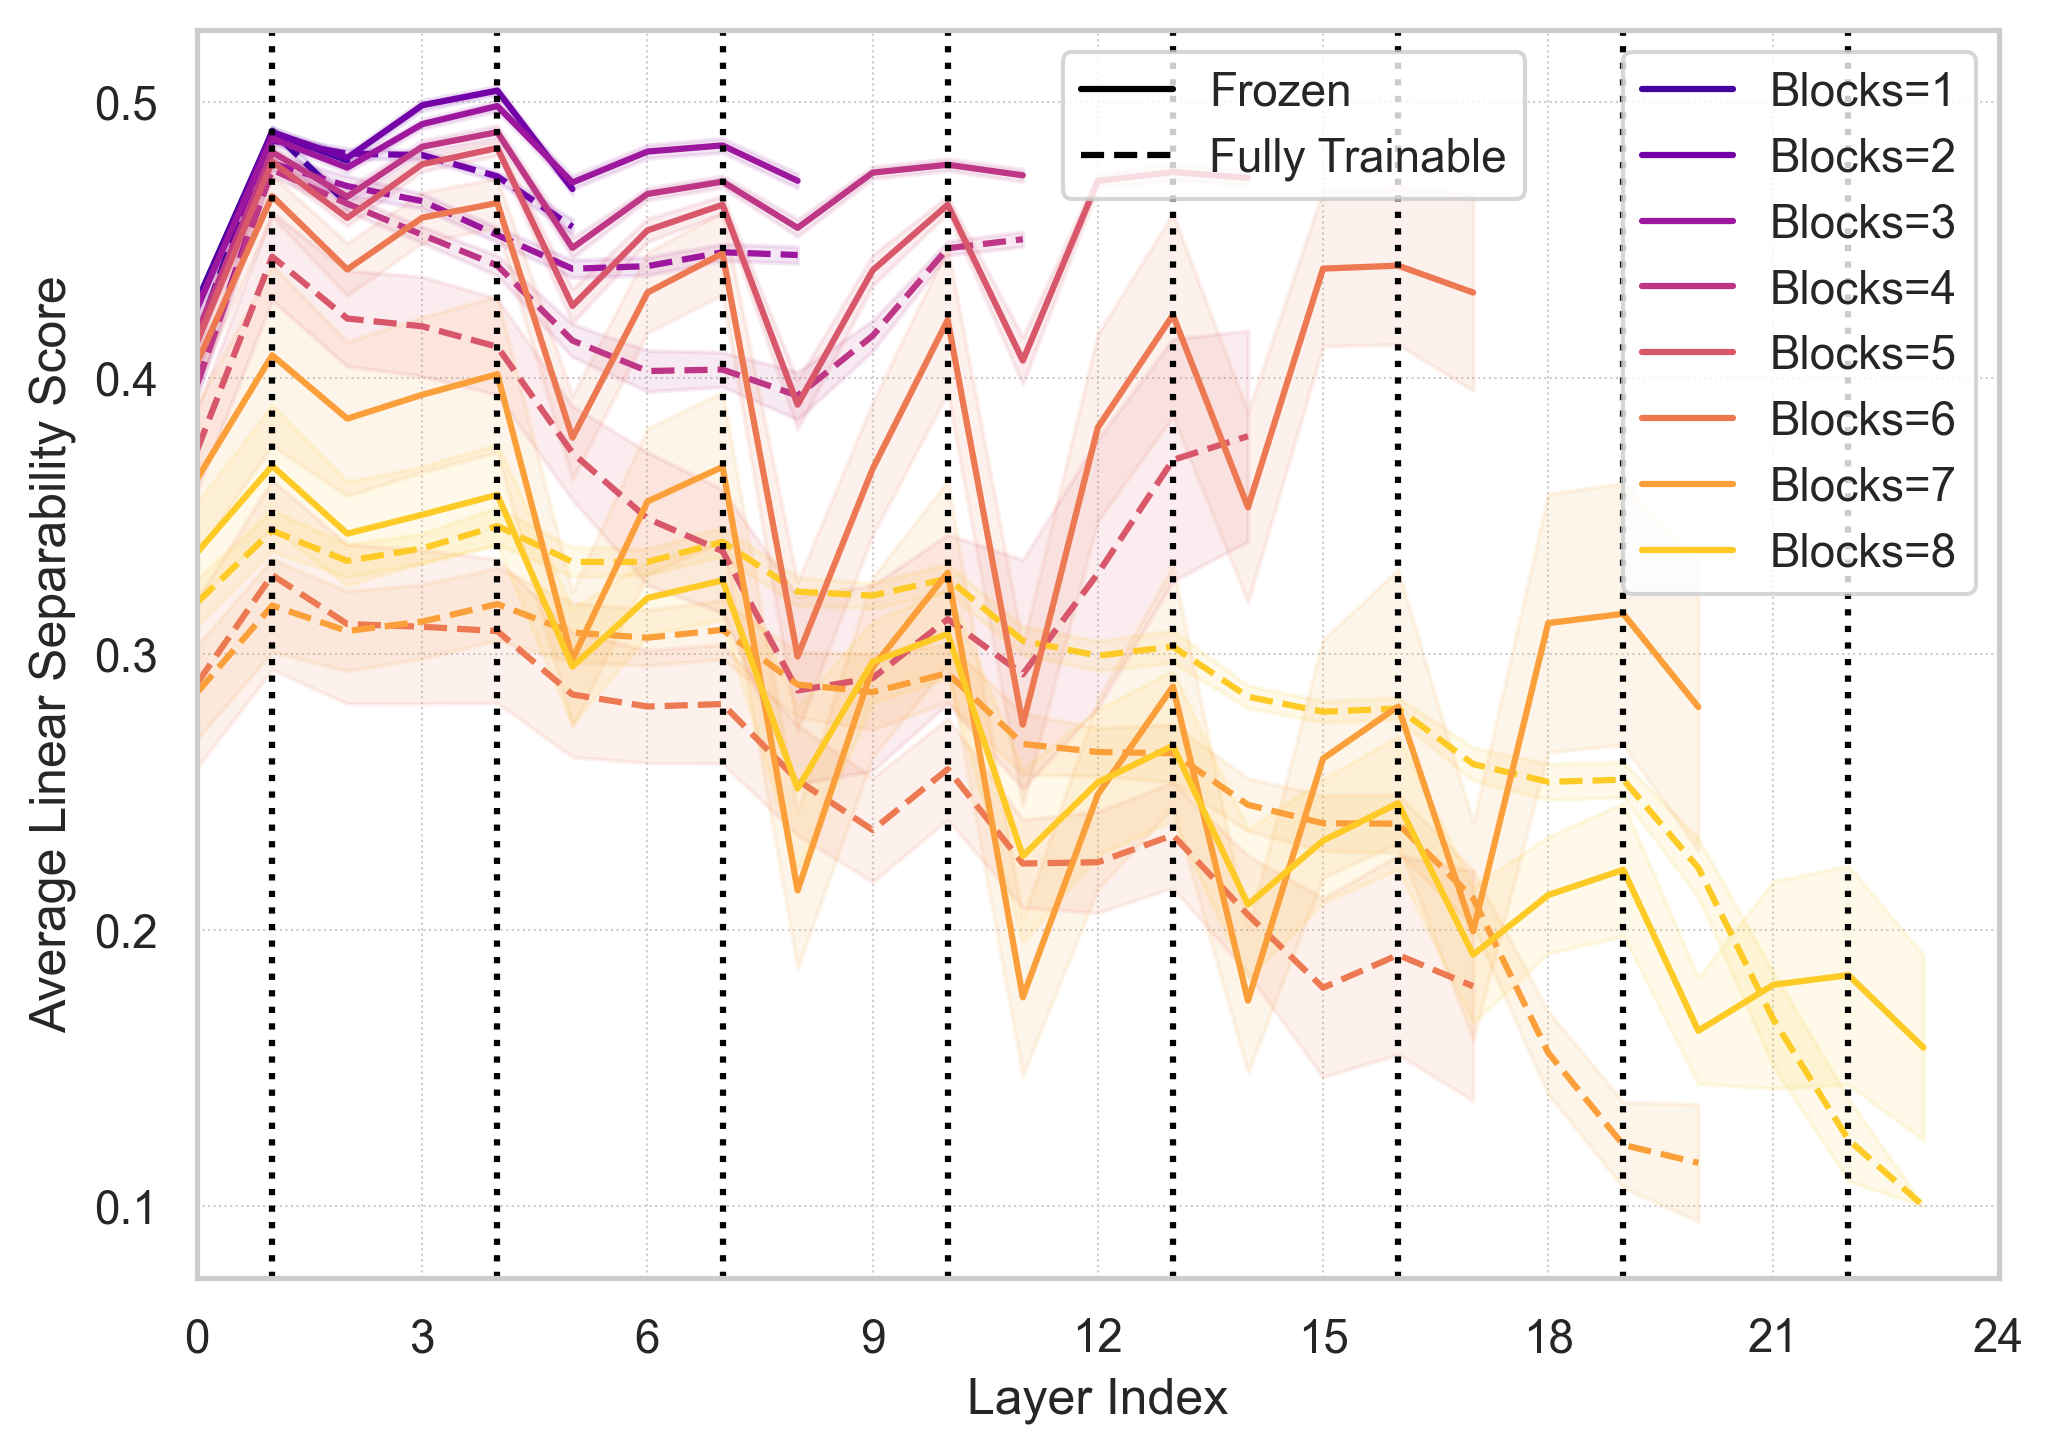 Average Linear Separability Score
0.5
0.4
0.3
0.2
0.1
Frozen
Fully Trainable
Blocks=1
Blocks=2
Blocks=3
Blocks=4
Blocks=5
Blocks=6
Blocks=7
Blocks=8
0 3 6 9 12 15 18 21 24
Layer Index